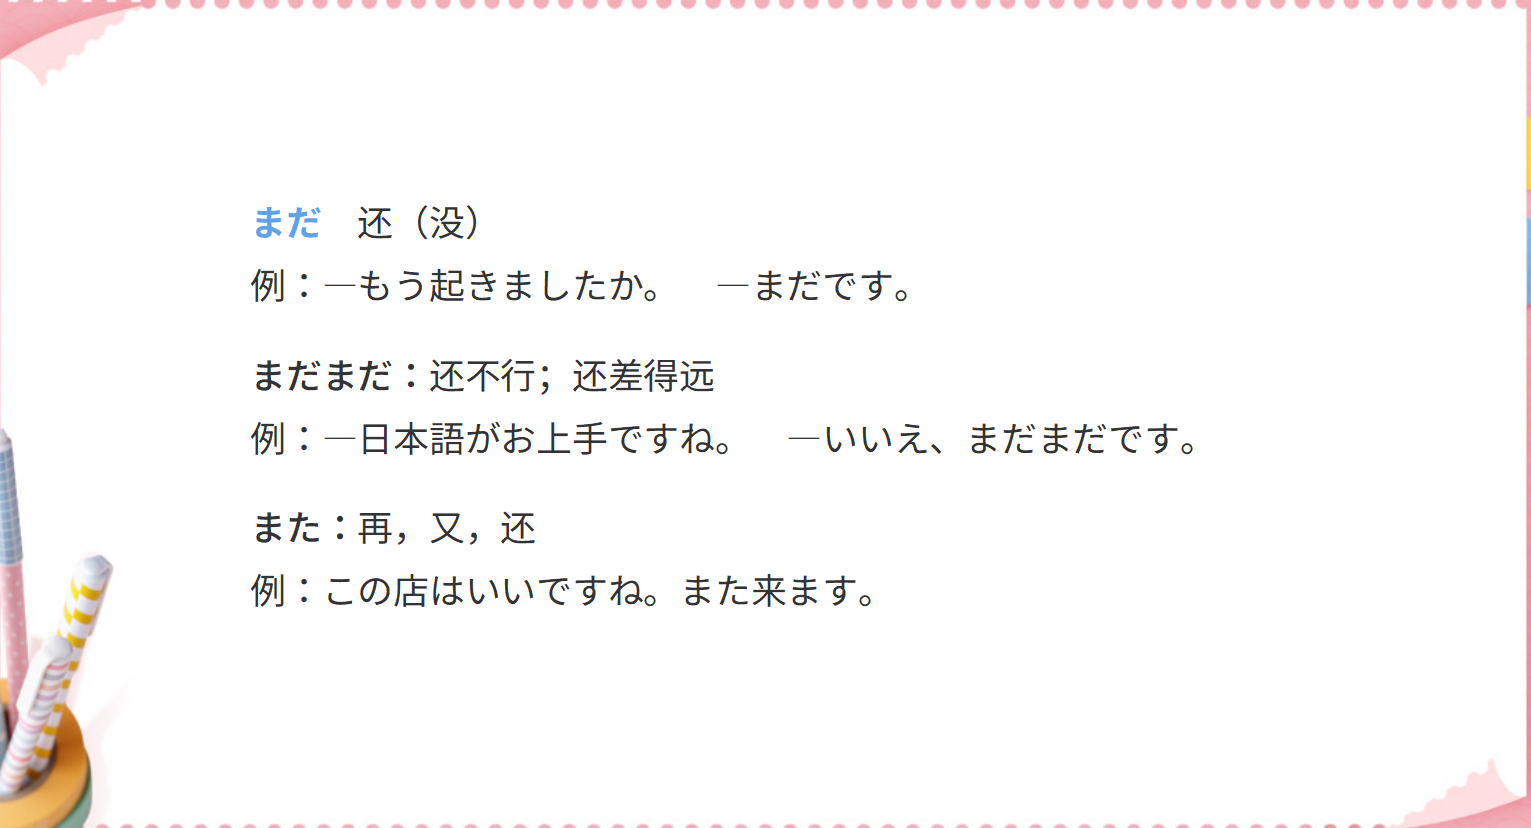 まだ　还（没）
例：—もう起きましたか。　—まだです。
まだまだ：还不行；还差得远
例：—日本語がお上手ですね。　—いいえ、まだまだです。
また：再，又，还
例：この店はいいですね。また来ます。